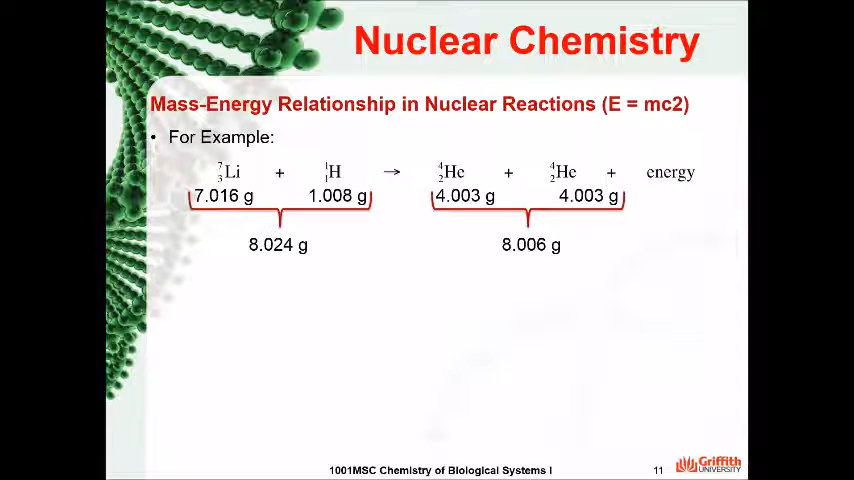 Nuclear Chemistry
Mass-Energy Relationship in Nuclear Reactions (E = mc2)
• For Example:
⁷₃Li + ¹₁H → ⁴₂He + ⁴₂He + energy
7.016 g 1.008 g 4.003 g 4.003 g
8.024 g 8.006 g
1001MSC Chemistry of Biological Systems I 11 Griffith UNIVERSITY